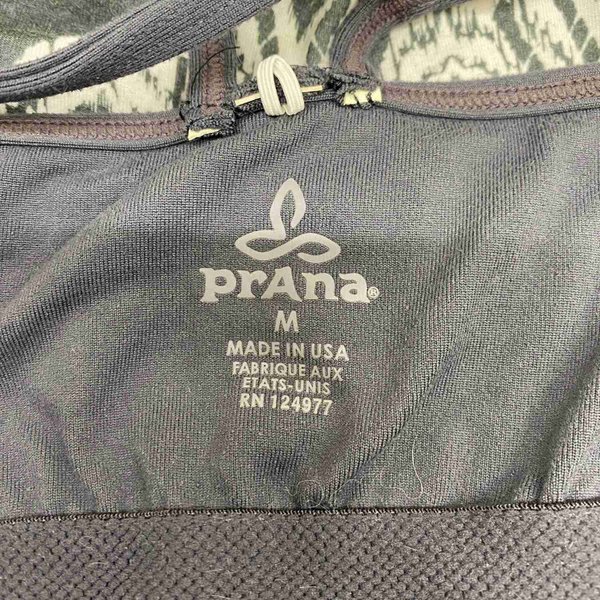 prAna®
M
MADE IN USA
FABRIQUE AUX
ETATS-UNIS
RN 124977